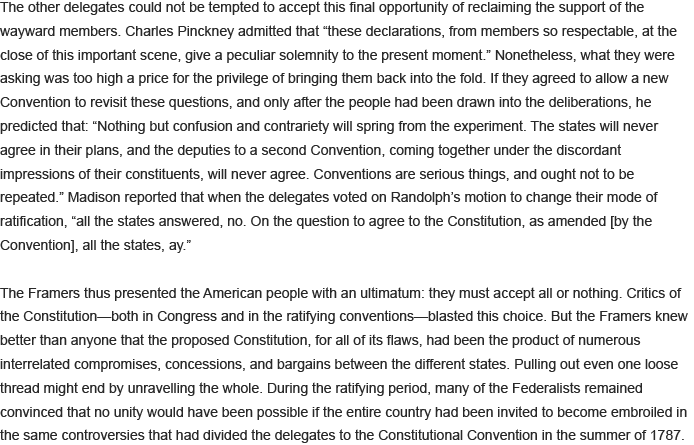 The other delegates could not be tempted to accept this final opportunity of reclaiming the support of the
wayward members. Charles Pinckney admitted that “these declarations, from members so respectable, at the
close of this important scene, give a peculiar solemnity to the present moment.” Nonetheless, what they were
asking was too high a price for the privilege of bringing them back into the fold. If they agreed to allow a new
Convention to revisit these questions, and only after the people had been drawn into the deliberations, he
predicted that: “Nothing but confusion and contrariety will spring from the experiment. The states will never
agree in their plans, and the deputies to a second Convention, coming together under the discordant
impressions of their constituents, will never agree. Conventions are serious things, and ought not to be
repeated.” Madison reported that when the delegates voted on Randolph’s motion to change their mode of
ratification, “all the states answered, no. On the question to agree to the Constitution, as amended [by the
Convention], all the states, ay.”
The Framers thus presented the American people with an ultimatum: they must accept all or nothing. Critics of
the Constitution—both in Congress and in the ratifying conventions—blasted this choice. But the Framers knew
better than anyone that the proposed Constitution, for all of its flaws, had been the product of numerous
interrelated compromises, concessions, and bargains between the different states. Pulling out even one loose
thread might end by unravelling the whole. During the ratifying period, many of the Federalists remained
convinced that no unity would have been possible if the entire country had been invited to become embroiled in
the same controversies that had divided the delegates to the Constitutional Convention in the summer of 1787.